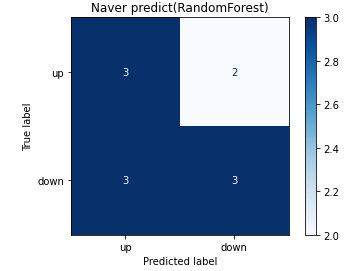 Naver predict(RandomForest)
True label
up
3
2
down
3
3
up
down
Predicted label
3.0
2.8
2.6
2.4
2.2
2.0